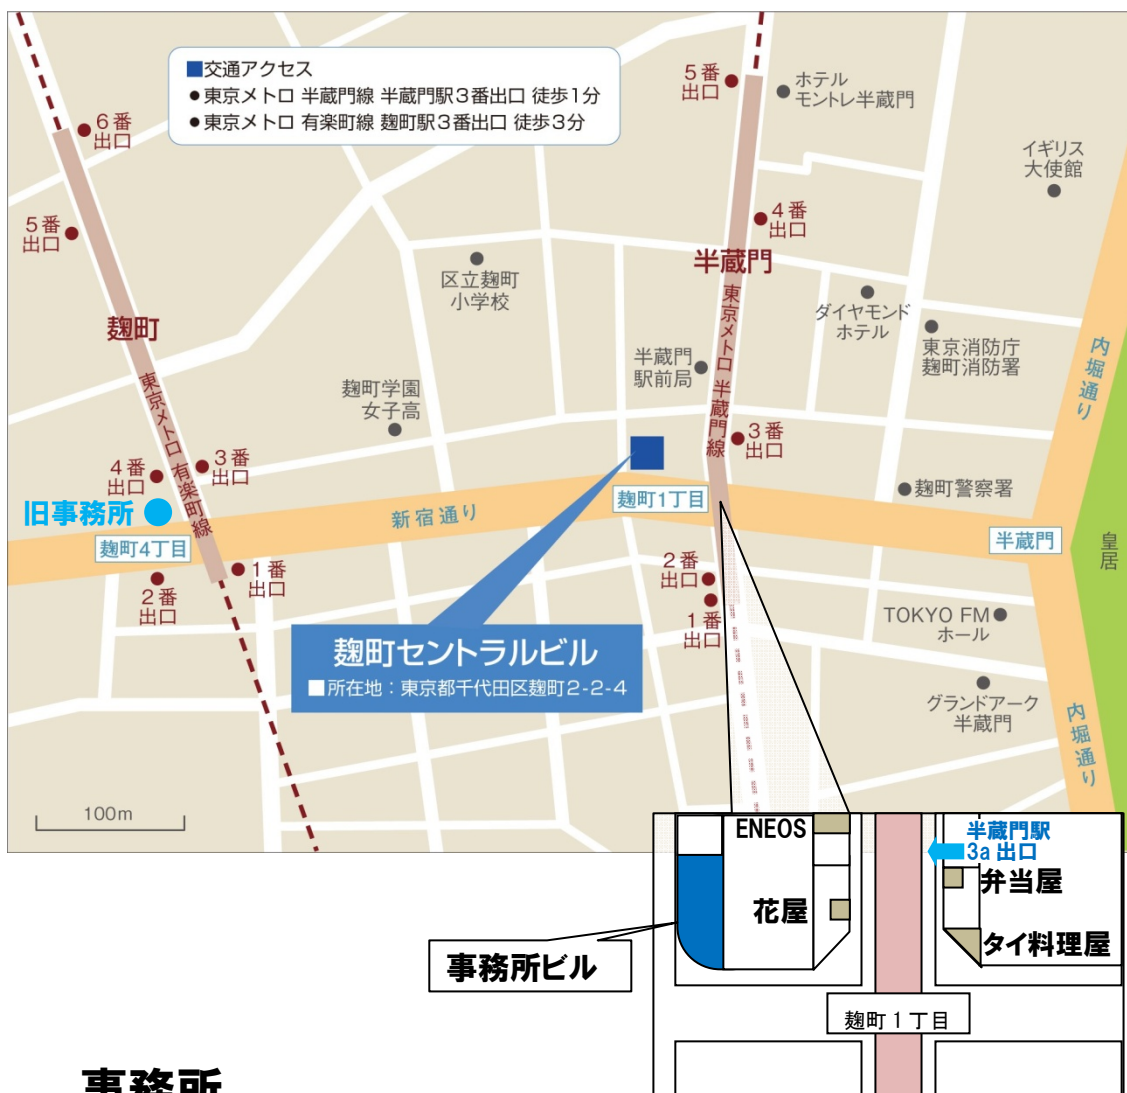 ■交通アクセス
●東京メトロ 半蔵門線 半蔵門駅3番出口 徒歩1分
●東京メトロ 有楽町線 麹町駅3番出口 徒歩3分
5番
出口
ホテル
モントレ半蔵門
6番
出口
イギリス
大使館
5番
出口
4番
出口
区立麹町
小学校
半蔵門
ダイヤモンド
ホテル
麹町
東京メトロ 半蔵門線
東京消防庁
麹町消防署
内堀通り
半蔵門
駅前局
東京メトロ 有楽町線
麹町学園
女子高
3番
出口
3番
出口
4番
出口
麹町警察署
旧事務所
新宿通り
麹町1丁目
麹町4丁目
半蔵門
皇居
1番
出口
2番
出口
2番
出口
1番
出口
TOKYO FM
ホール
麹町セントラルビル
■所在地：東京都千代田区麹町2-2-4
グランドアーク
半蔵門
内堀通り
100m
ENEOS
半蔵門駅
3a 出口
弁当屋
花屋
タイ料理屋
事務所ビル
麹町1丁目
事務所